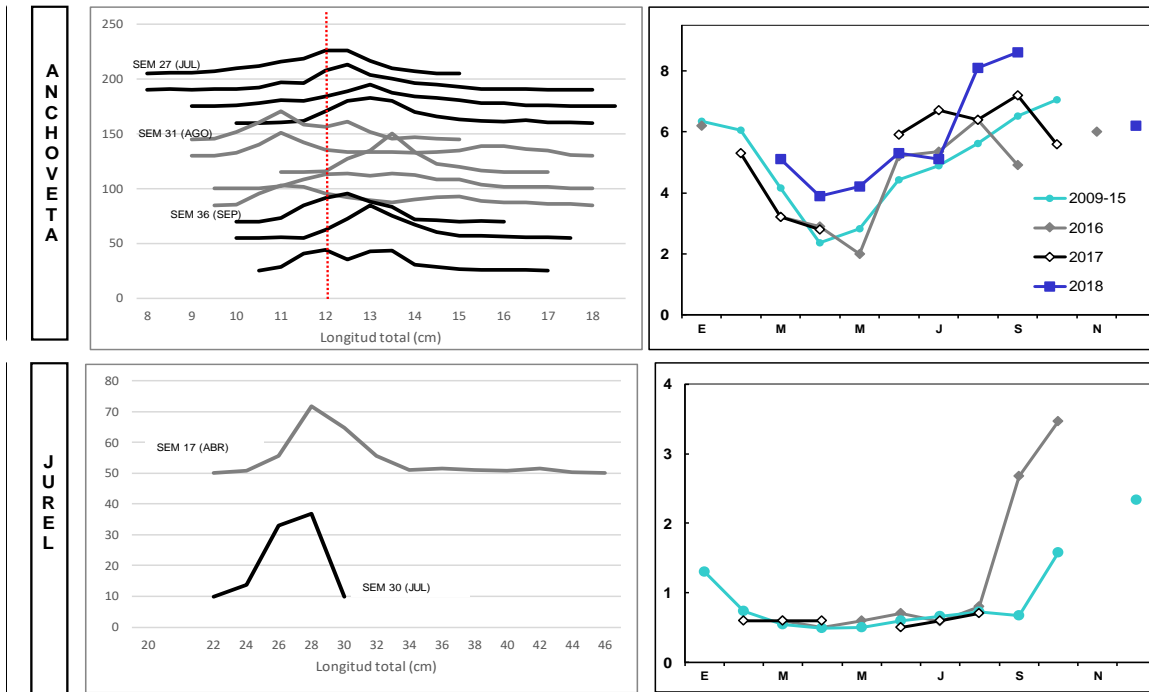 ANCHOVETA
250
200
150
100
50
0
SEM 27 (JUL)
SEM 31 (AGO)
SEM 36 (SEP)
8 9 10 11 12 13 14 15 16 17 18
Longitud total (cm)
8
6
4
2
0
2009-15
2016
2017
2018
E M M J S N
JUREL
80
70
60
50
40
30
20
10
0
SEM 17 (ABR)
SEM 30 (JUL)
20 22 24 26 28 30 32 34 36 38 40 42 44 46
Longitud total (cm)
4
3
2
1
0
E M M J S N